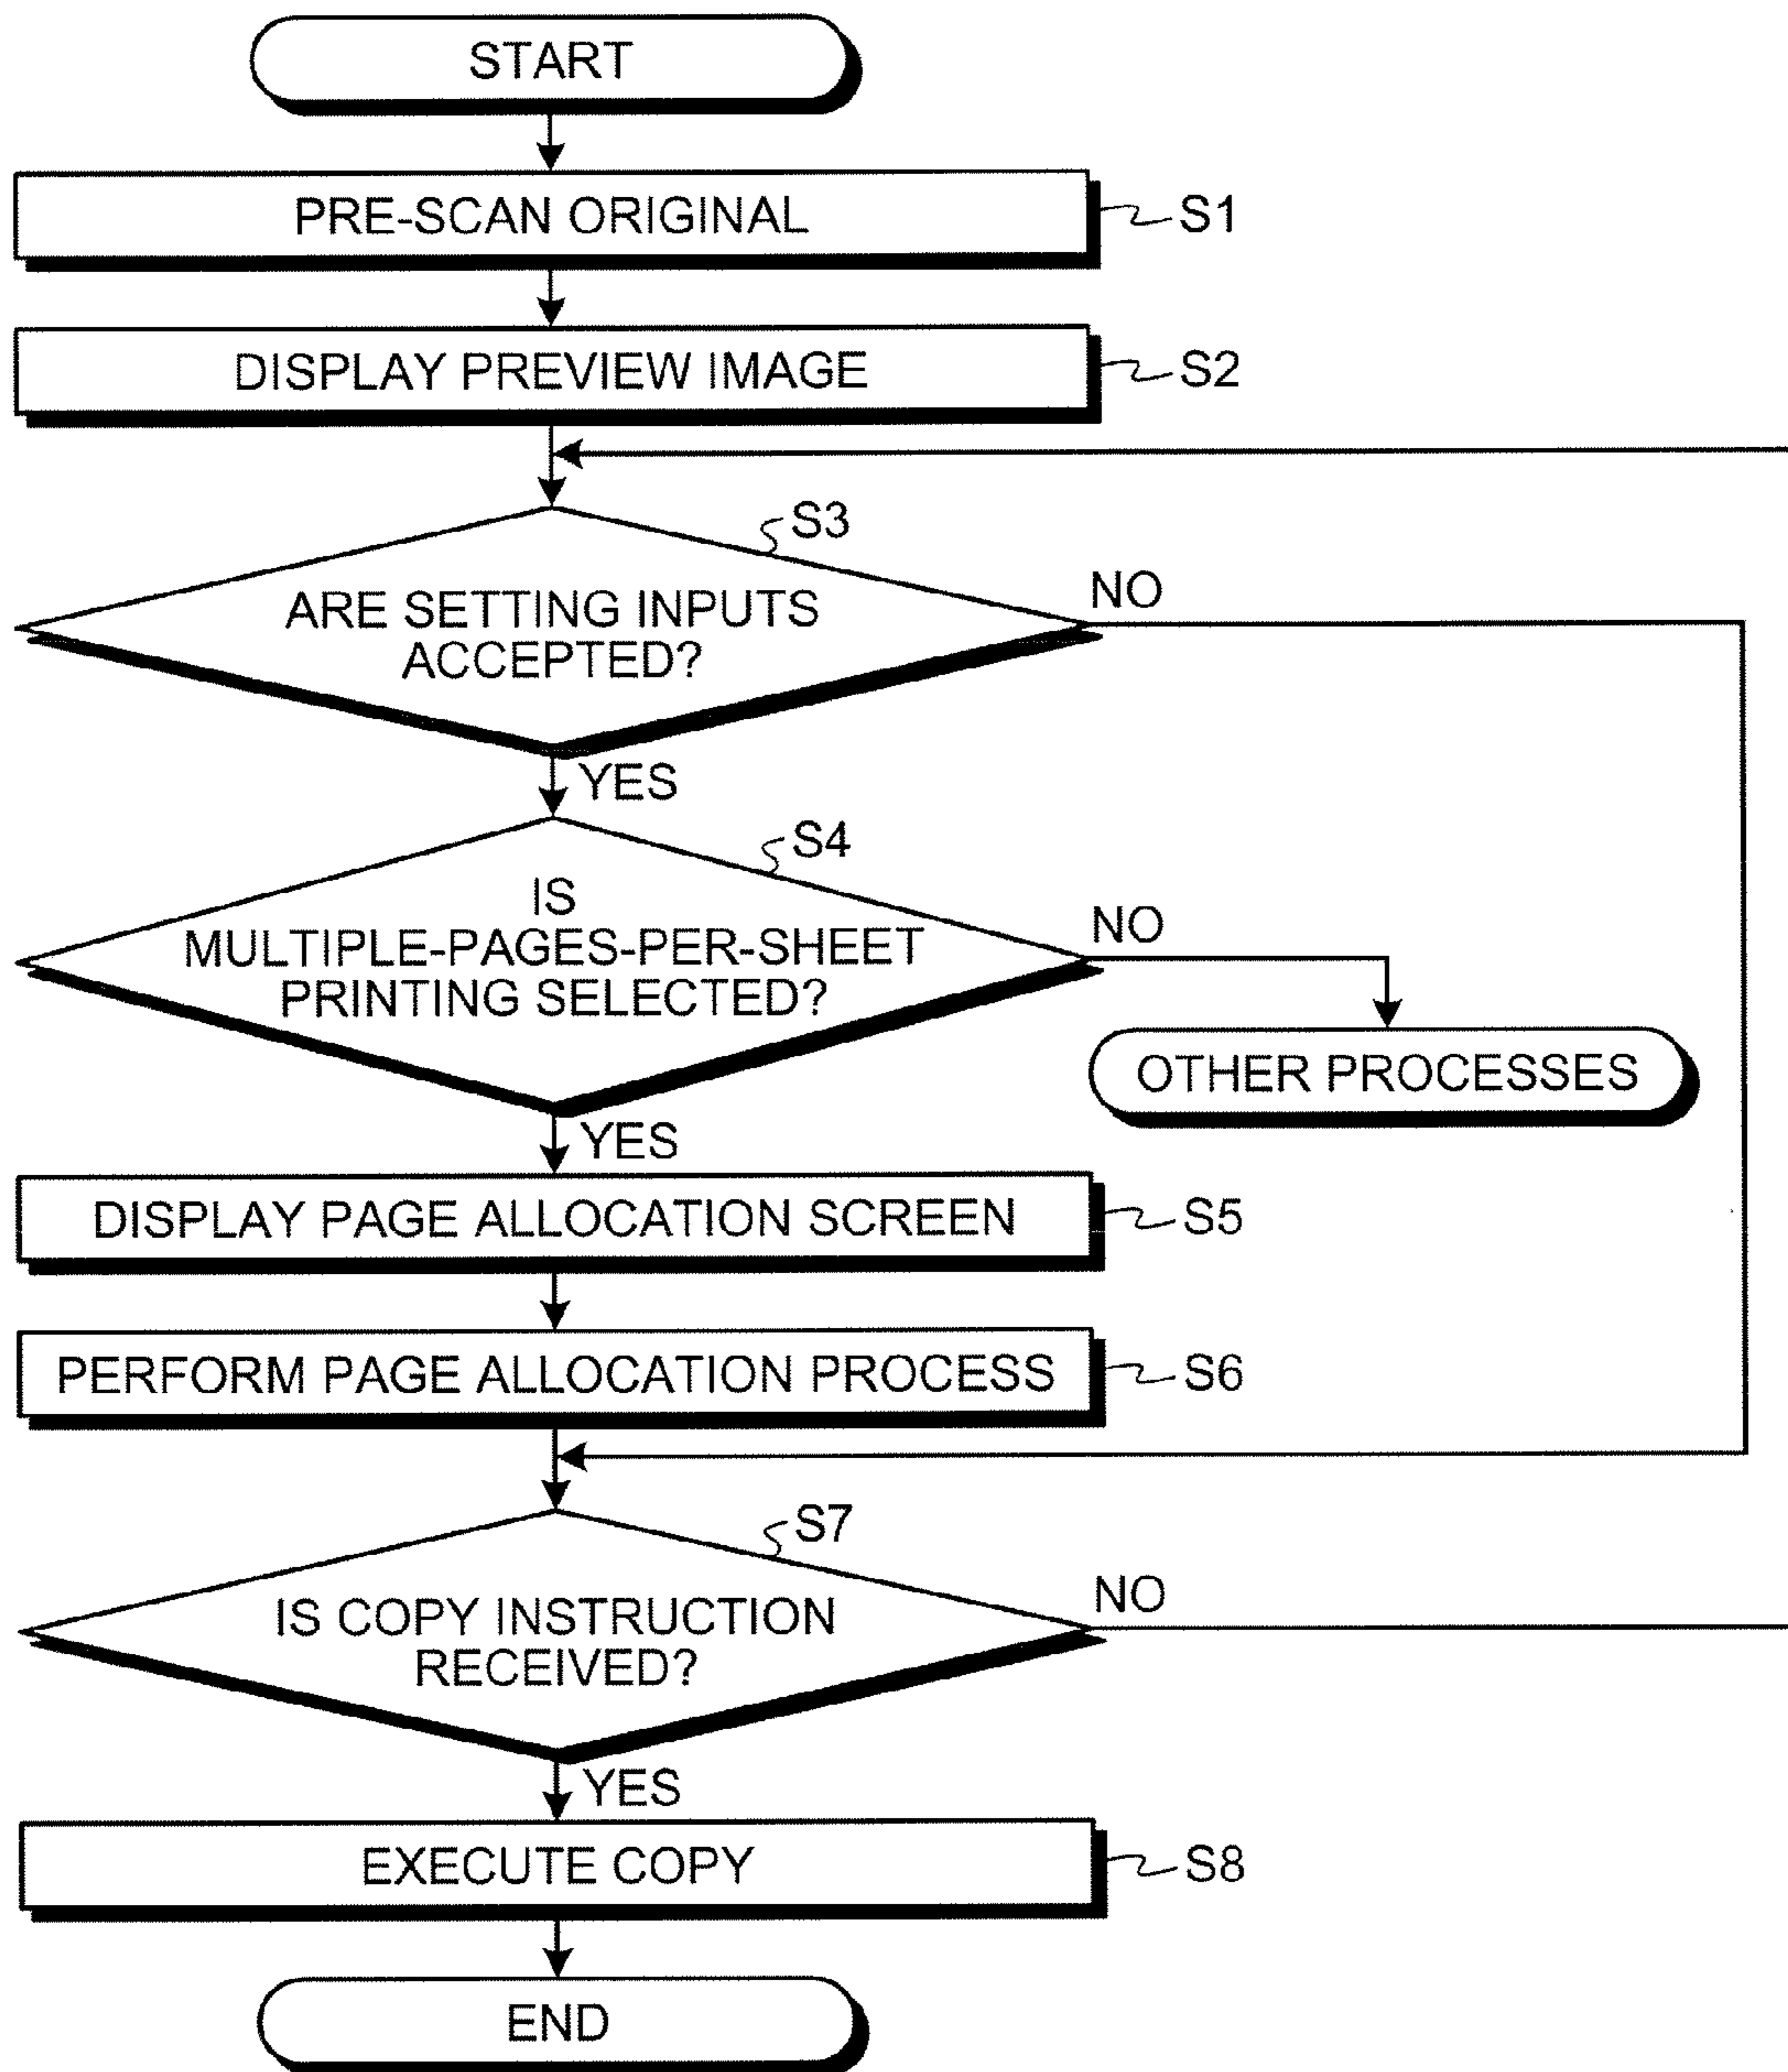 START
PRE-SCAN ORIGINAL
S1
DISPLAY PREVIEW IMAGE
S2
S3
ARE SETTING INPUTS
ACCEPTED?
NO
YES
S4
IS
MULTIPLE-PAGES-PER-SHEET
PRINTING SELECTED?
NO
OTHER PROCESSES
YES
DISPLAY PAGE ALLOCATION SCREEN
S5
PERFORM PAGE ALLOCATION PROCESS
S6
S7
IS COPY INSTRUCTION
RECEIVED?
NO
YES
EXECUTE COPY
S8
END